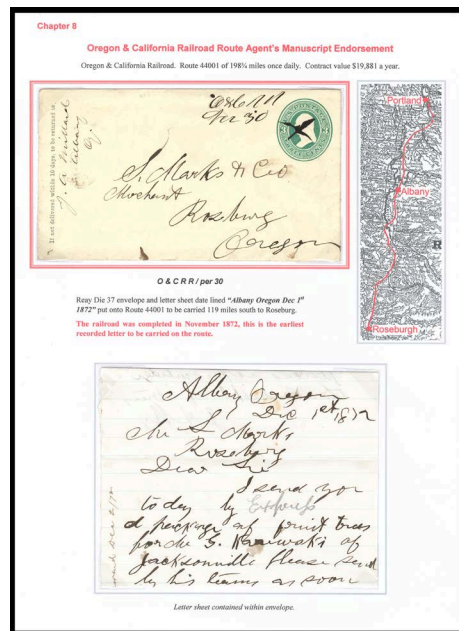 Chapter 8
Oregon & California Railroad Route Agent's Manuscript Endorsement
Oregon & California Railroad. Route 44001 of 198¼ miles once daily. Contract value $19,881 a year.
If not delivered within 10 days, to be returned to
Albany
S. Marks & Co
Merchant
Roseburg
Oregon
Portland
Albany
Roseburgh
O & C R R / per 30
Reay Die 37 envelope and letter sheet date lined "Albany Oregon Dec 1st
1872" put onto Route 44001 to be carried 119 miles south to Roseburg.
The railroad was completed in November 1872, this is the earliest
recorded letter to be carried on the route.
Albany Oregon
Dec 1st 1872
Mr S Marks
Roseburg
Dear Sir
I send you
to day by Express
a package of fruit trees
for Mr of
Jacksonville Please send
by his teams as soon
Letter sheet contained within envelope.